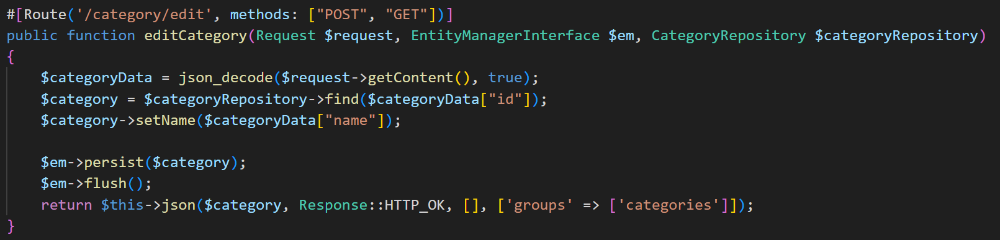 #[Route('/category/edit', methods: ["POST", "GET"])]
public function editCategory(Request $request, EntityManagerInterface $em, CategoryRepository $categoryRepository)
{
    $categoryData = json_decode($request->getContent(), true);
    $category = $categoryRepository->find($categoryData["id"]);
    $category->setName($categoryData["name"]);

    $em->persist($category);
    $em->flush();
    return $this->json($category, Response::HTTP_OK, [], ['groups' => ['categories']]);
}